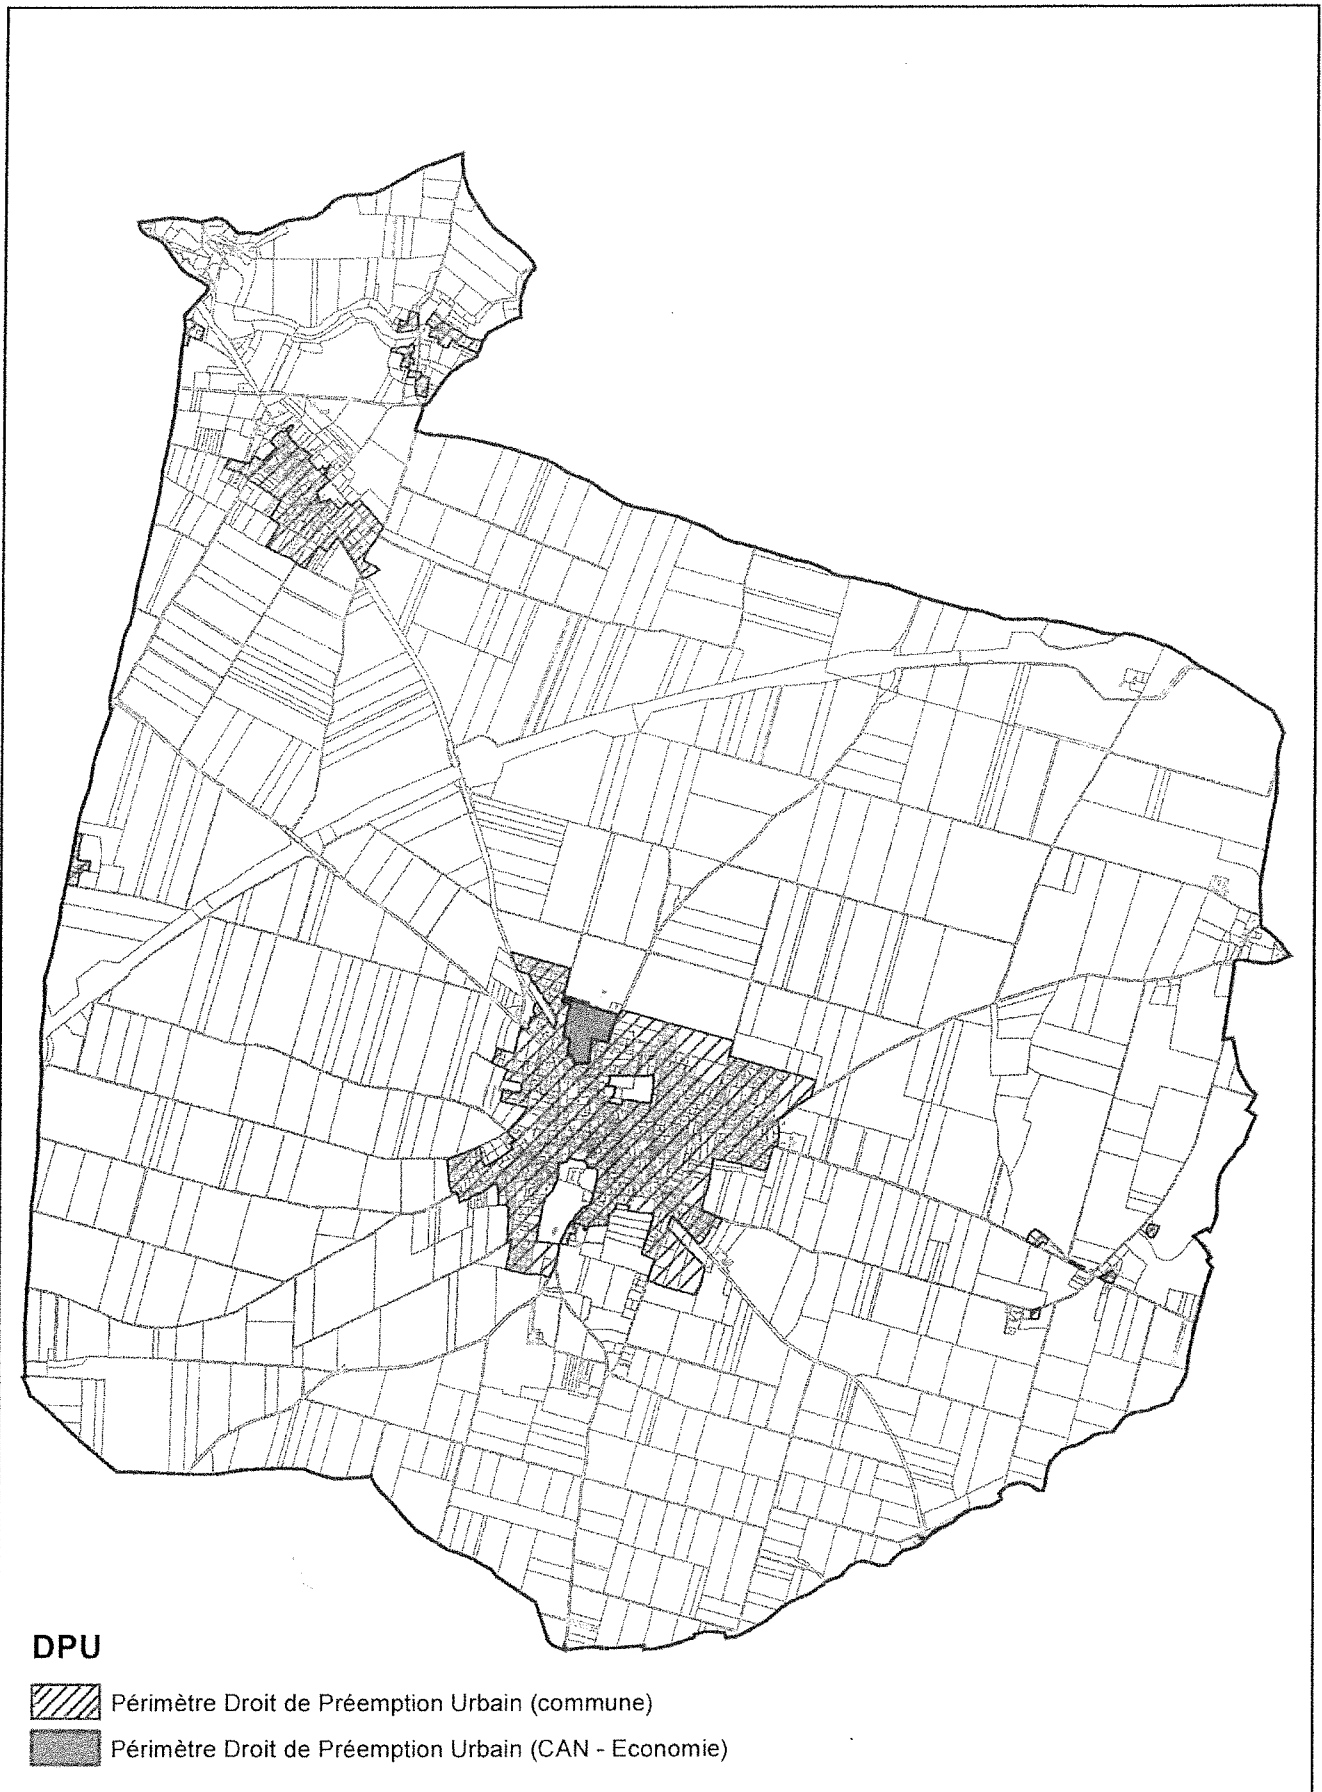 DPU
Périmètre Droit de Préemption Urbain (commune)
Périmètre Droit de Préemption Urbain (CAN - Economie)